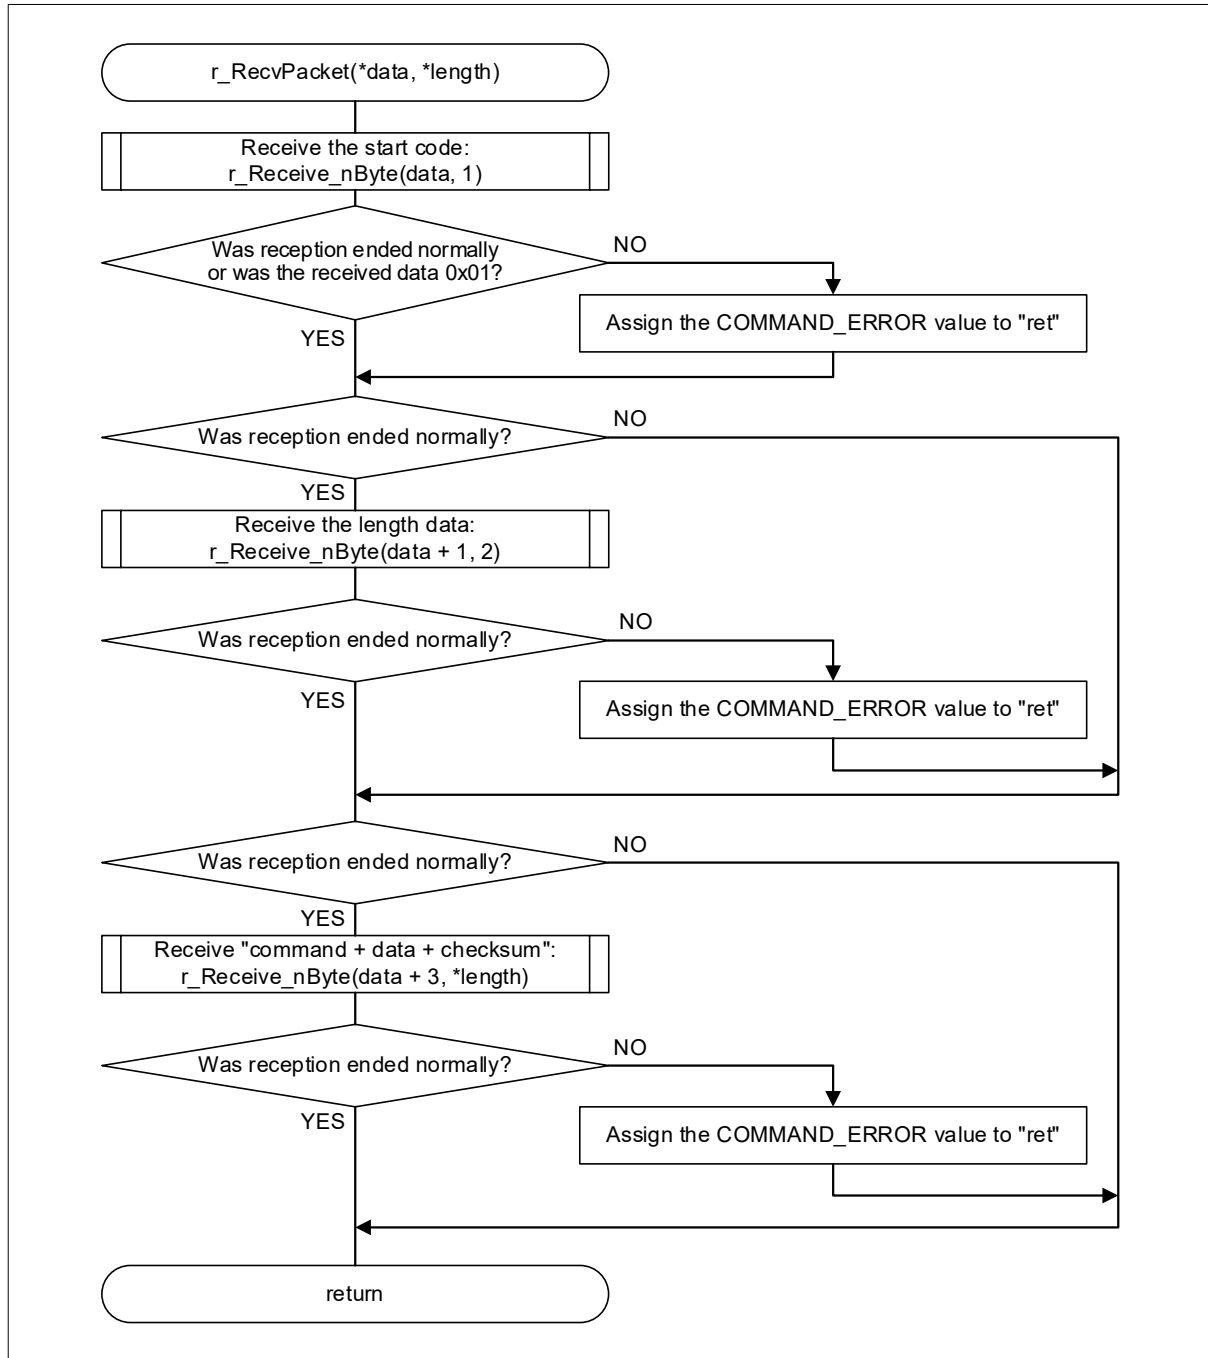 r_RecvPacket(*data, *length)
Receive the start code:
r_Receive_nByte(data, 1)
Was reception ended normally
or was the received data 0x01?
NO
Assign the COMMAND_ERROR value to "ret"
YES
Was reception ended normally?
NO
YES
Receive the length data:
r_Receive_nByte(data + 1, 2)
Was reception ended normally?
NO
Assign the COMMAND_ERROR value to "ret"
YES
Was reception ended normally?
NO
YES
Receive "command + data + checksum":
r_Receive_nByte(data + 3, *length)
Was reception ended normally?
NO
Assign the COMMAND_ERROR value to "ret"
YES
return